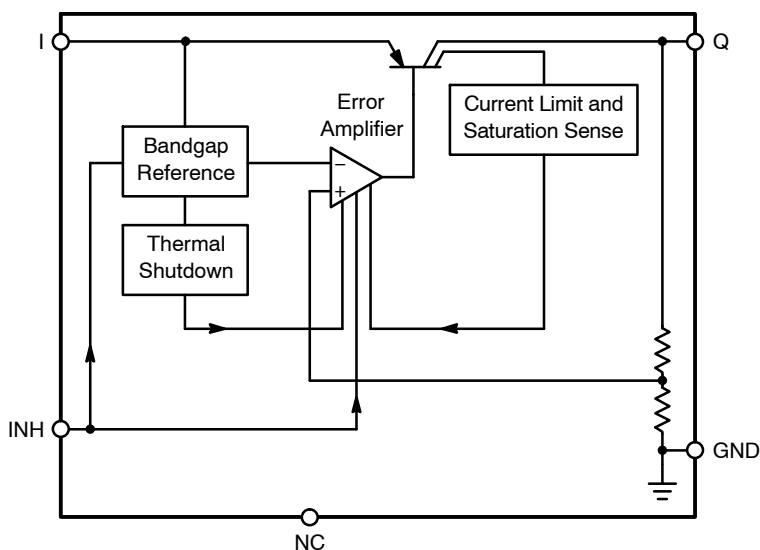 I
Q
Error
Amplifier
Current Limit and
Saturation Sense
Bandgap
Reference
−
+
Thermal
Shutdown
INH
GND
NC